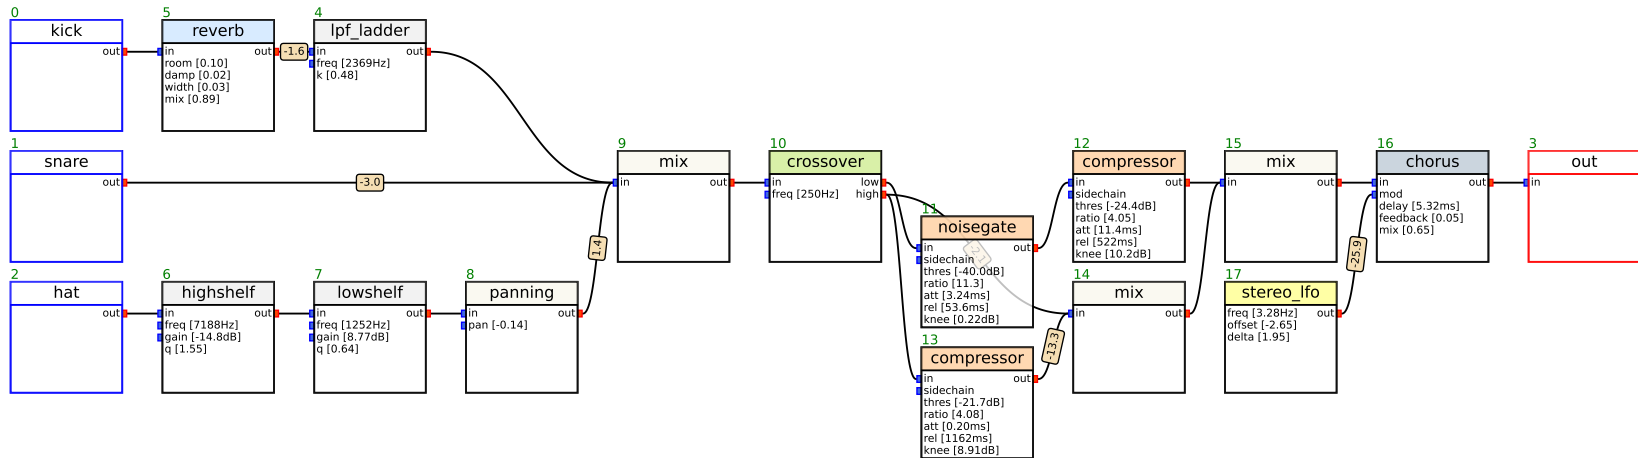 0
kick
out
5
reverb
in out
room [0.10]
damp [0.02]
width [0.03]
mix [0.89]
-1.6
4
lpf_ladder
in out
freq [2369Hz]
k [0.48]
1
snare
out
-3.0
2
hat
out
6
highshelf
in out
freq [7188Hz]
gain [-14.8dB]
q [1.55]
7
lowshelf
in out
freq [1252Hz]
gain [8.77dB]
q [0.64]
8
panning
in out
pan [-0.14]
1.4
9
mix
in out
10
crossover
in low
freq [250Hz] high
11
noisegate
in out
sidechain
thres [-40.0dB]
ratio [11.3]
att [3.24ms]
rel [53.6ms]
knee [0.22dB]
-2.1
13
compressor
in out
sidechain
thres [-21.7dB]
ratio [4.08]
att [0.20ms]
rel [1162ms]
knee [8.91dB]
-13.3
12
compressor
in out
sidechain
thres [-24.4dB]
ratio [4.05]
att [11.4ms]
rel [522ms]
knee [10.2dB]
14
mix
in out
15
mix
in out
17
stereo_lfo
freq [3.28Hz] out
offset [-2.65]
delta [1.95]
-25.9
16
chorus
in out
mod
delay [5.32ms]
feedback [0.05]
mix [0.65]
3
out
in